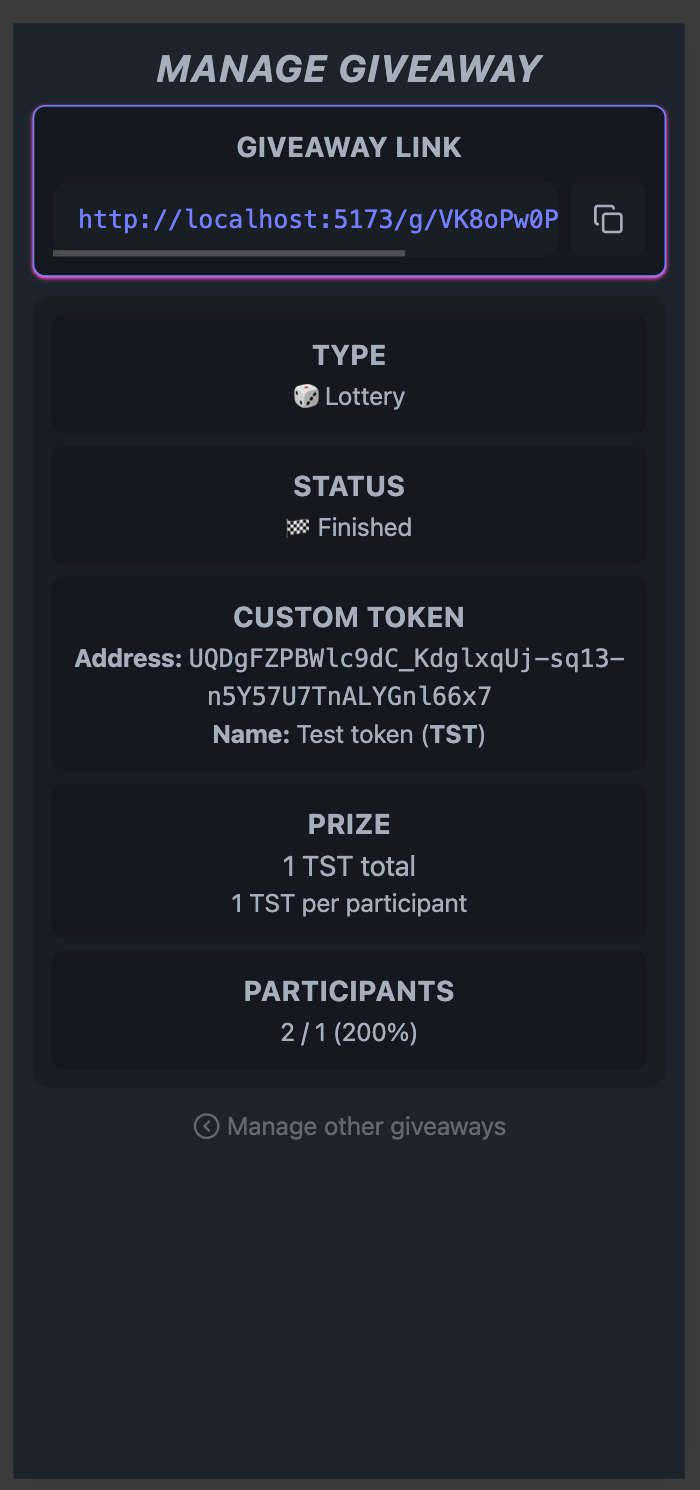 MANAGE GIVEAWAY
GIVEAWAY LINK
http://localhost:5173/g/VK8oPw0P
TYPE
🎲 Lottery
STATUS
🏁 Finished
CUSTOM TOKEN
Address: UQDgFZPBWlc9dC_KdglxqUj-sq13-
n5Y57U7TnALYGnl66x7
Name: Test token (TST)
PRIZE
1 TST total
1 TST per participant
PARTICIPANTS
2 / 1 (200%)
Manage other giveaways